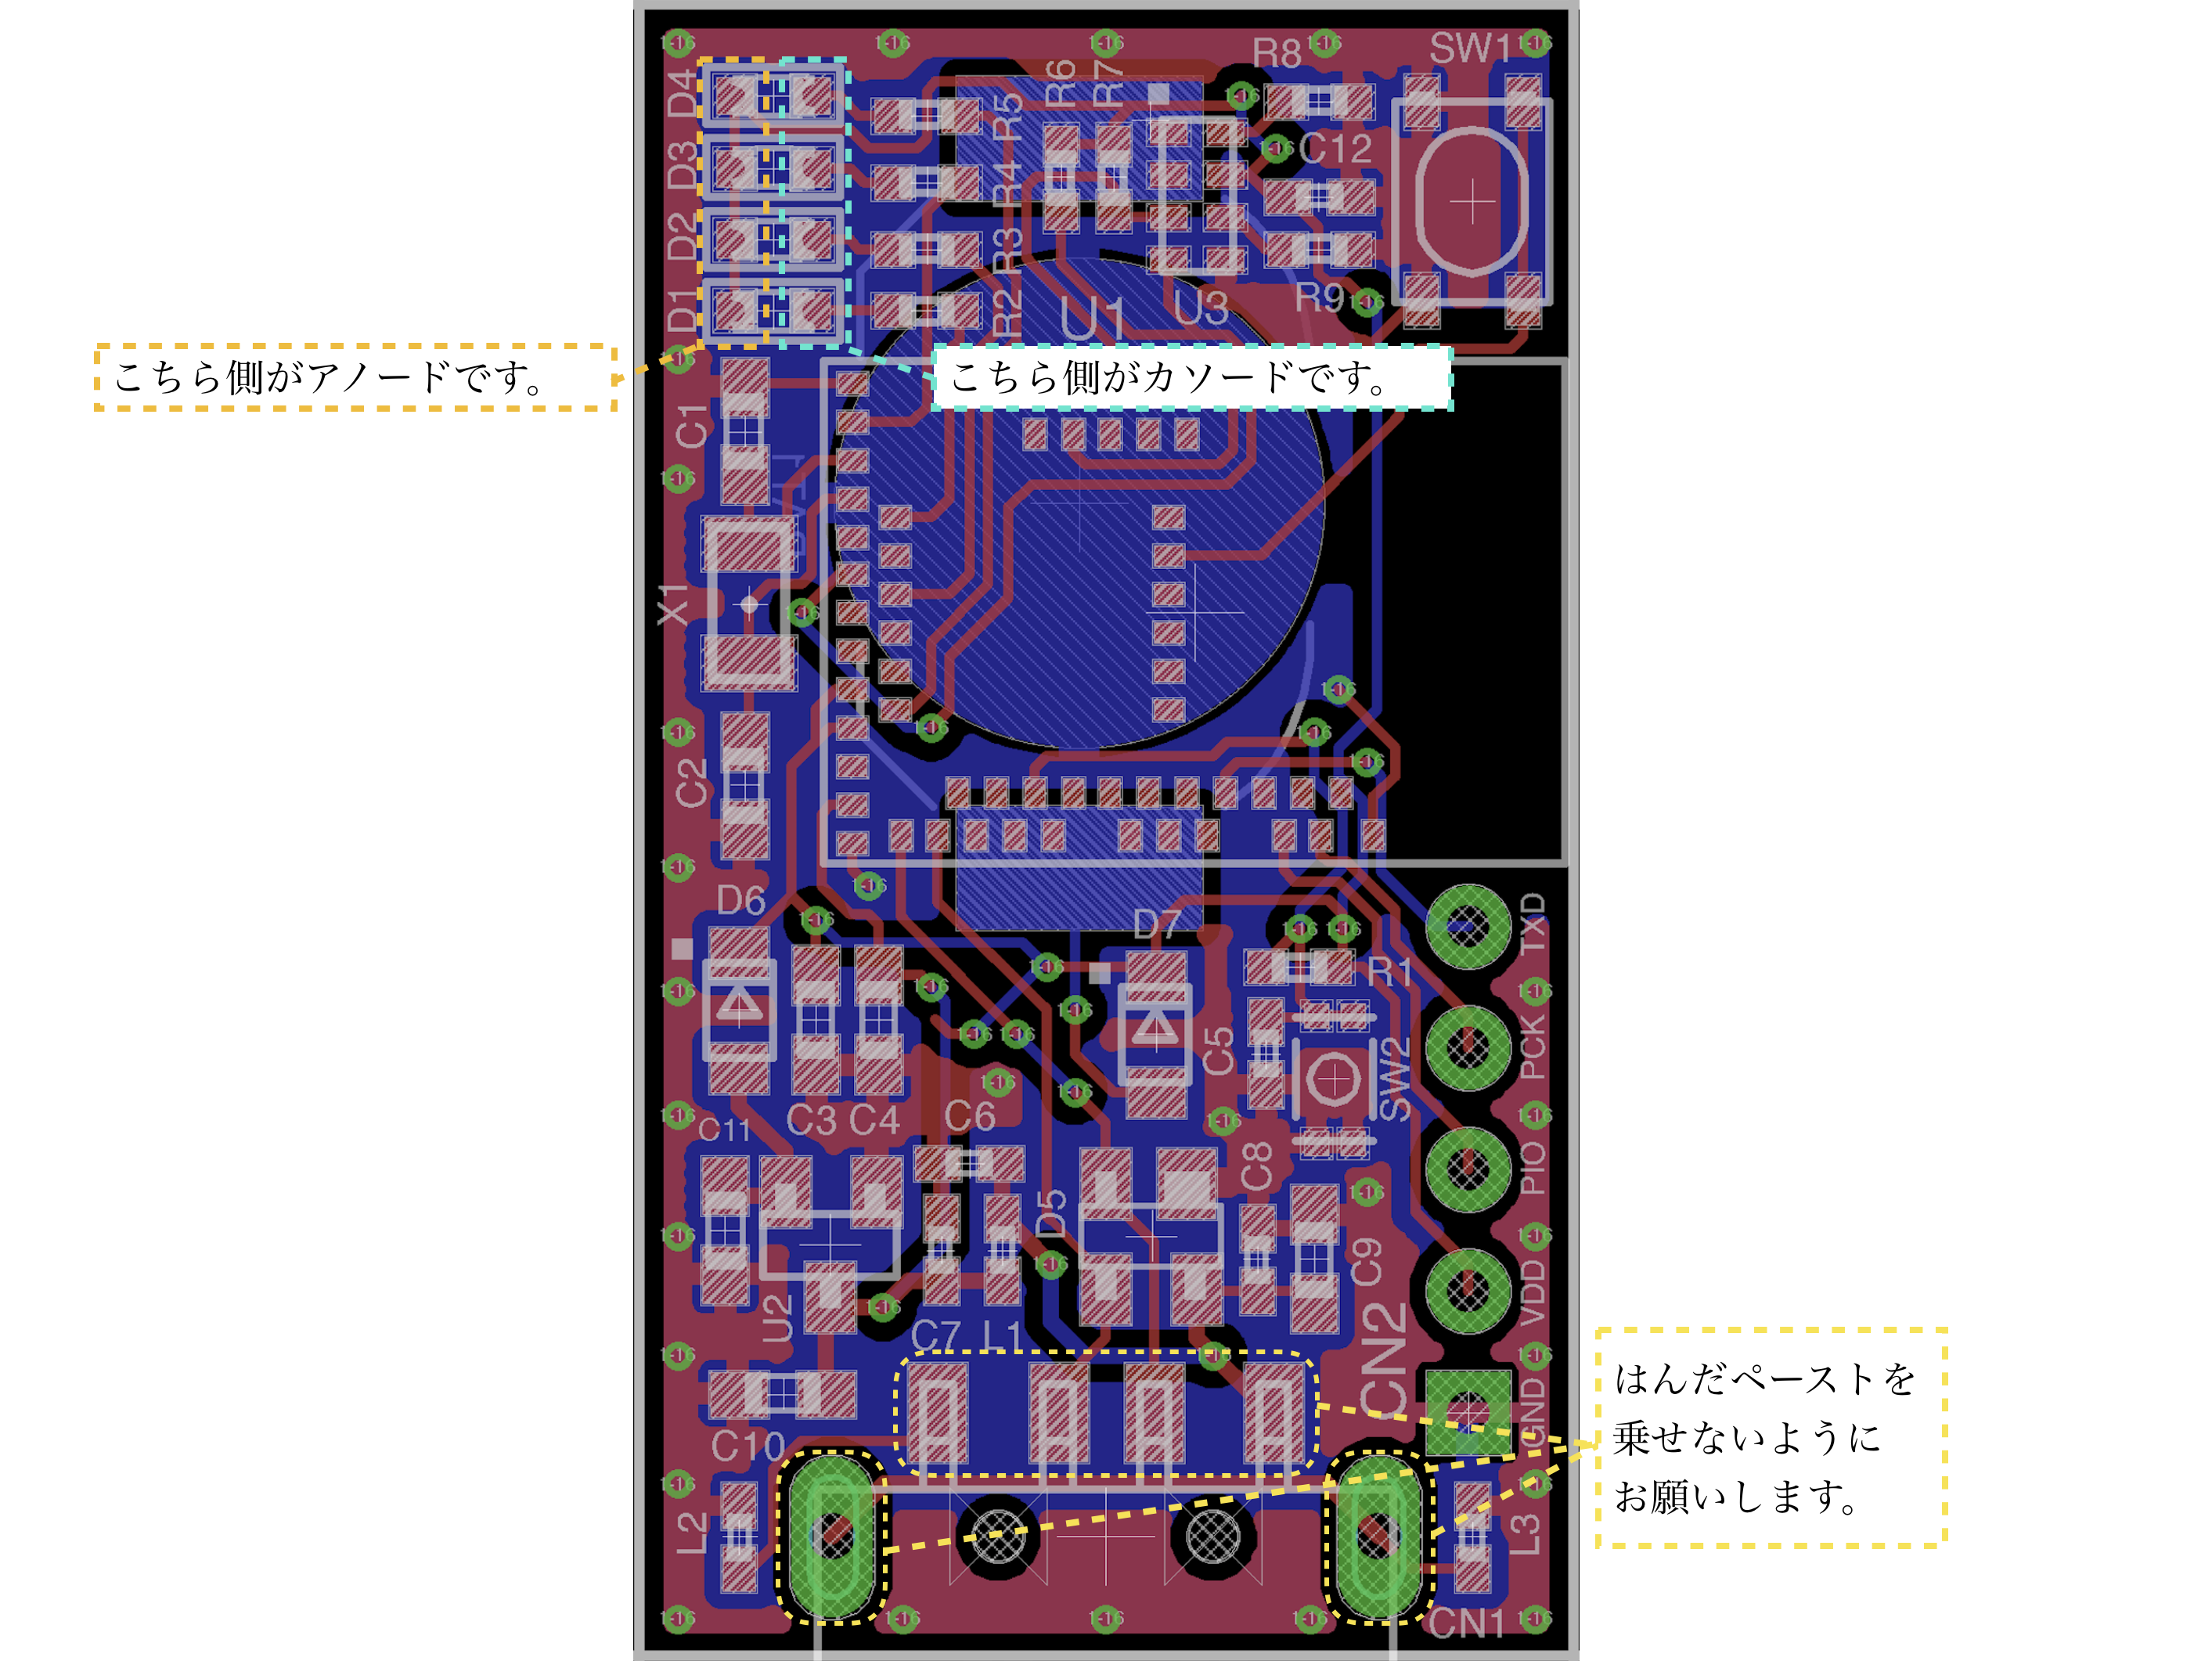 R8
SW1
D4
R6
R7
R5
C12
D3
R4
D2
R3
D1
R2
U1
U3
R9
こちら側がアノードです。
こちら側がカソードです。
C1
X1
C2
D6
D7
TXD
R1
PCK
C5
SW2
C3
C4
C6
C11
PIO
C8
D5
C9
VDD
U2
C7
L1
CN2
GND
C10
はんだペーストを
乗せないように
お願いします。
L2
L3
CN1